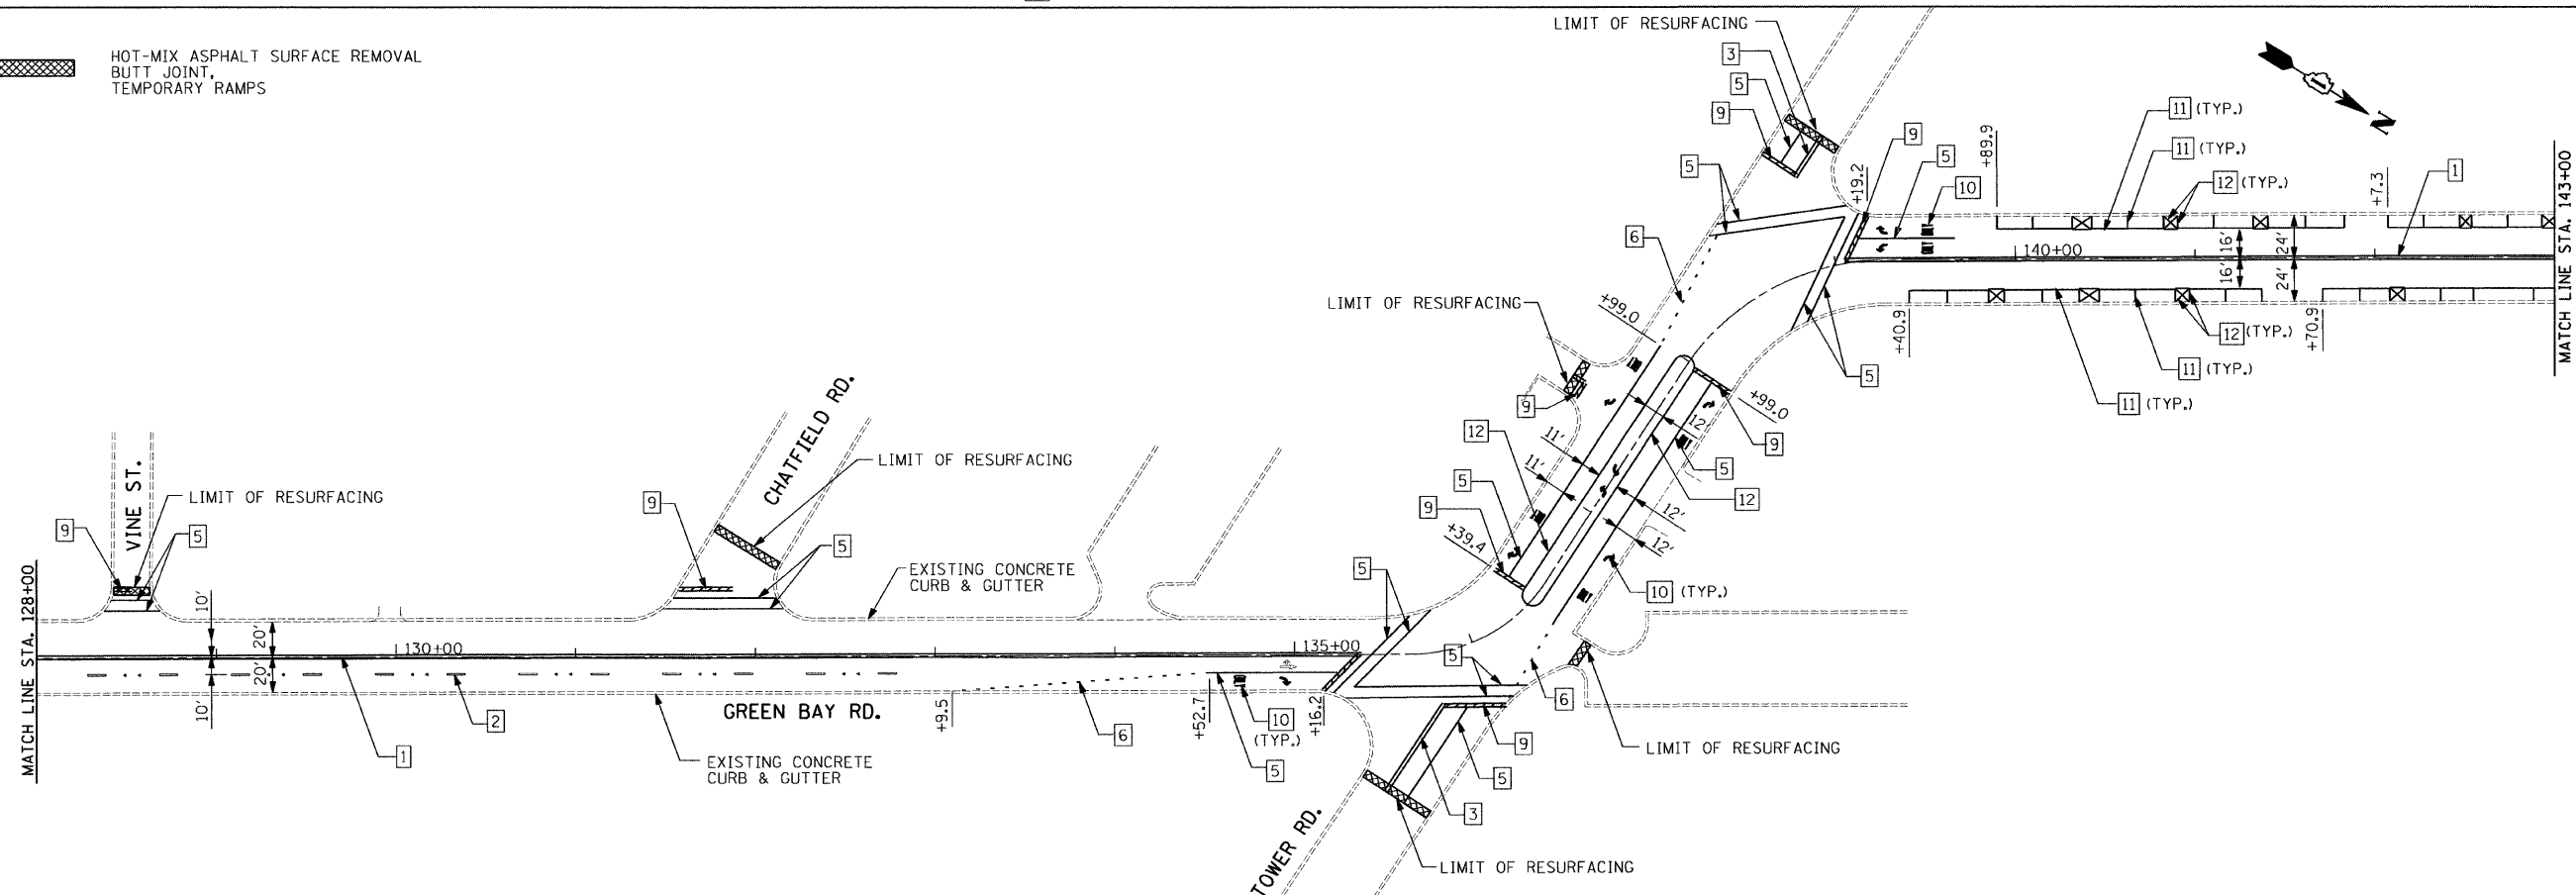 HOT-MIX ASPHALT SURFACE REMOVAL
BUTT JOINT,
TEMPORARY RAMPS
LIMIT OF RESURFACING
3
5
9
5
6
+19.2
9
5
10
+89.9
11 (TYP.)
11 (TYP.)
12 (TYP.)
+7.3
1
N
MATCH LINE STA. 143+00
140+00
16'
24'
16'
24'
12 (TYP.)
11 (TYP.)
11 (TYP.)
+40.9
+70.9
5
LIMIT OF RESURFACING
+99.0
9
12'
+99.0
9
11'
11'
12
5
12
5
9
+39.4
12'
12'
10 (TYP.)
MATCH LINE STA. 128+00
9
VINE ST.
LIMIT OF RESURFACING
5
9
CHATFIELD RD.
LIMIT OF RESURFACING
5
EXISTING CONCRETE
CURB & GUTTER
5
10'
20'
130+00
135+00
10'
20'
1
2
EXISTING CONCRETE
CURB & GUTTER
GREEN BAY RD.
+9.5
6
+52.7
10
(TYP.)
5
+16.2
5
6
LIMIT OF RESURFACING
9
5
3
TOWER RD.
LIMIT OF RESURFACING